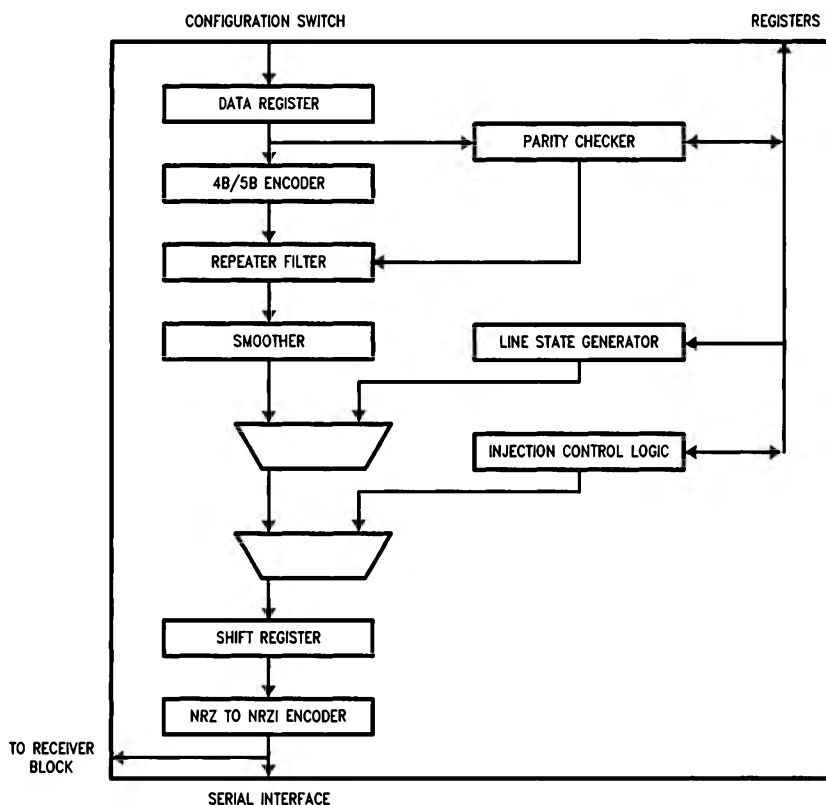 CONFIGURATION SWITCH
REGISTERS
DATA REGISTER
PARITY CHECKER
4B/5B ENCODER
REPEATER FILTER
SMOOTHER
LINE STATE GENERATOR
INJECTION CONTROL LOGIC
SHIFT REGISTER
NRZ TO NRZI ENCODER
TO RECEIVER
BLOCK
SERIAL INTERFACE